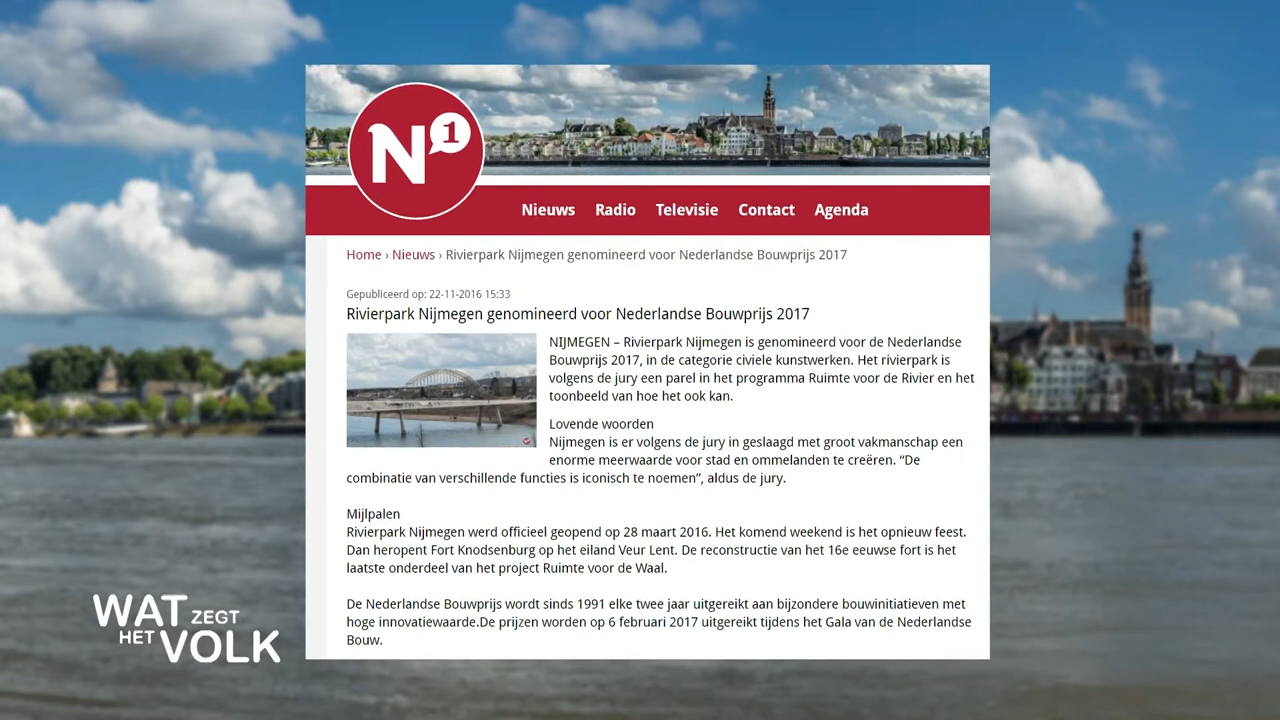 N1
Nieuws Radio Televisie Contact Agenda
Home › Nieuws › Rivierpark Nijmegen genomineerd voor Nederlandse Bouwprijs 2017
Gepubliceerd op: 22-11-2016 15:33
Rivierpark Nijmegen genomineerd voor Nederlandse Bouwprijs 2017
NIJMEGEN – Rivierpark Nijmegen is genomineerd voor de Nederlandse
Bouwprijs 2017, in de categorie civiele kunstwerken. Het rivierpark is
volgens de jury een parel in het programma Ruimte voor de Rivier en het
toonbeeld van hoe het ook kan.
Lovende woorden
Nijmegen is er volgens de jury in geslaagd met groot vakmanschap een
enorme meerwaarde voor stad en ommelanden te creëren. “De
combinatie van verschillende functies is iconisch te noemen”, aldus de jury.
Mijlpalen
Rivierpark Nijmegen werd officieel geopend op 28 maart 2016. Het komend weekend is het opnieuw feest.
Dan heropent Fort Knodsenburg op het eiland Veur Lent. De reconstructie van het 16e eeuwse fort is het
laatste onderdeel van het project Ruimte voor de Waal.
De Nederlandse Bouwprijs wordt sinds 1991 elke twee jaar uitgereikt aan bijzondere bouwinitiatieven met
hoge innovatiewaarde.De prijzen worden op 6 februari 2017 uitgereikt tijdens het Gala van de Nederlandse
Bouw.
WAT ZEGT
HET VOLK